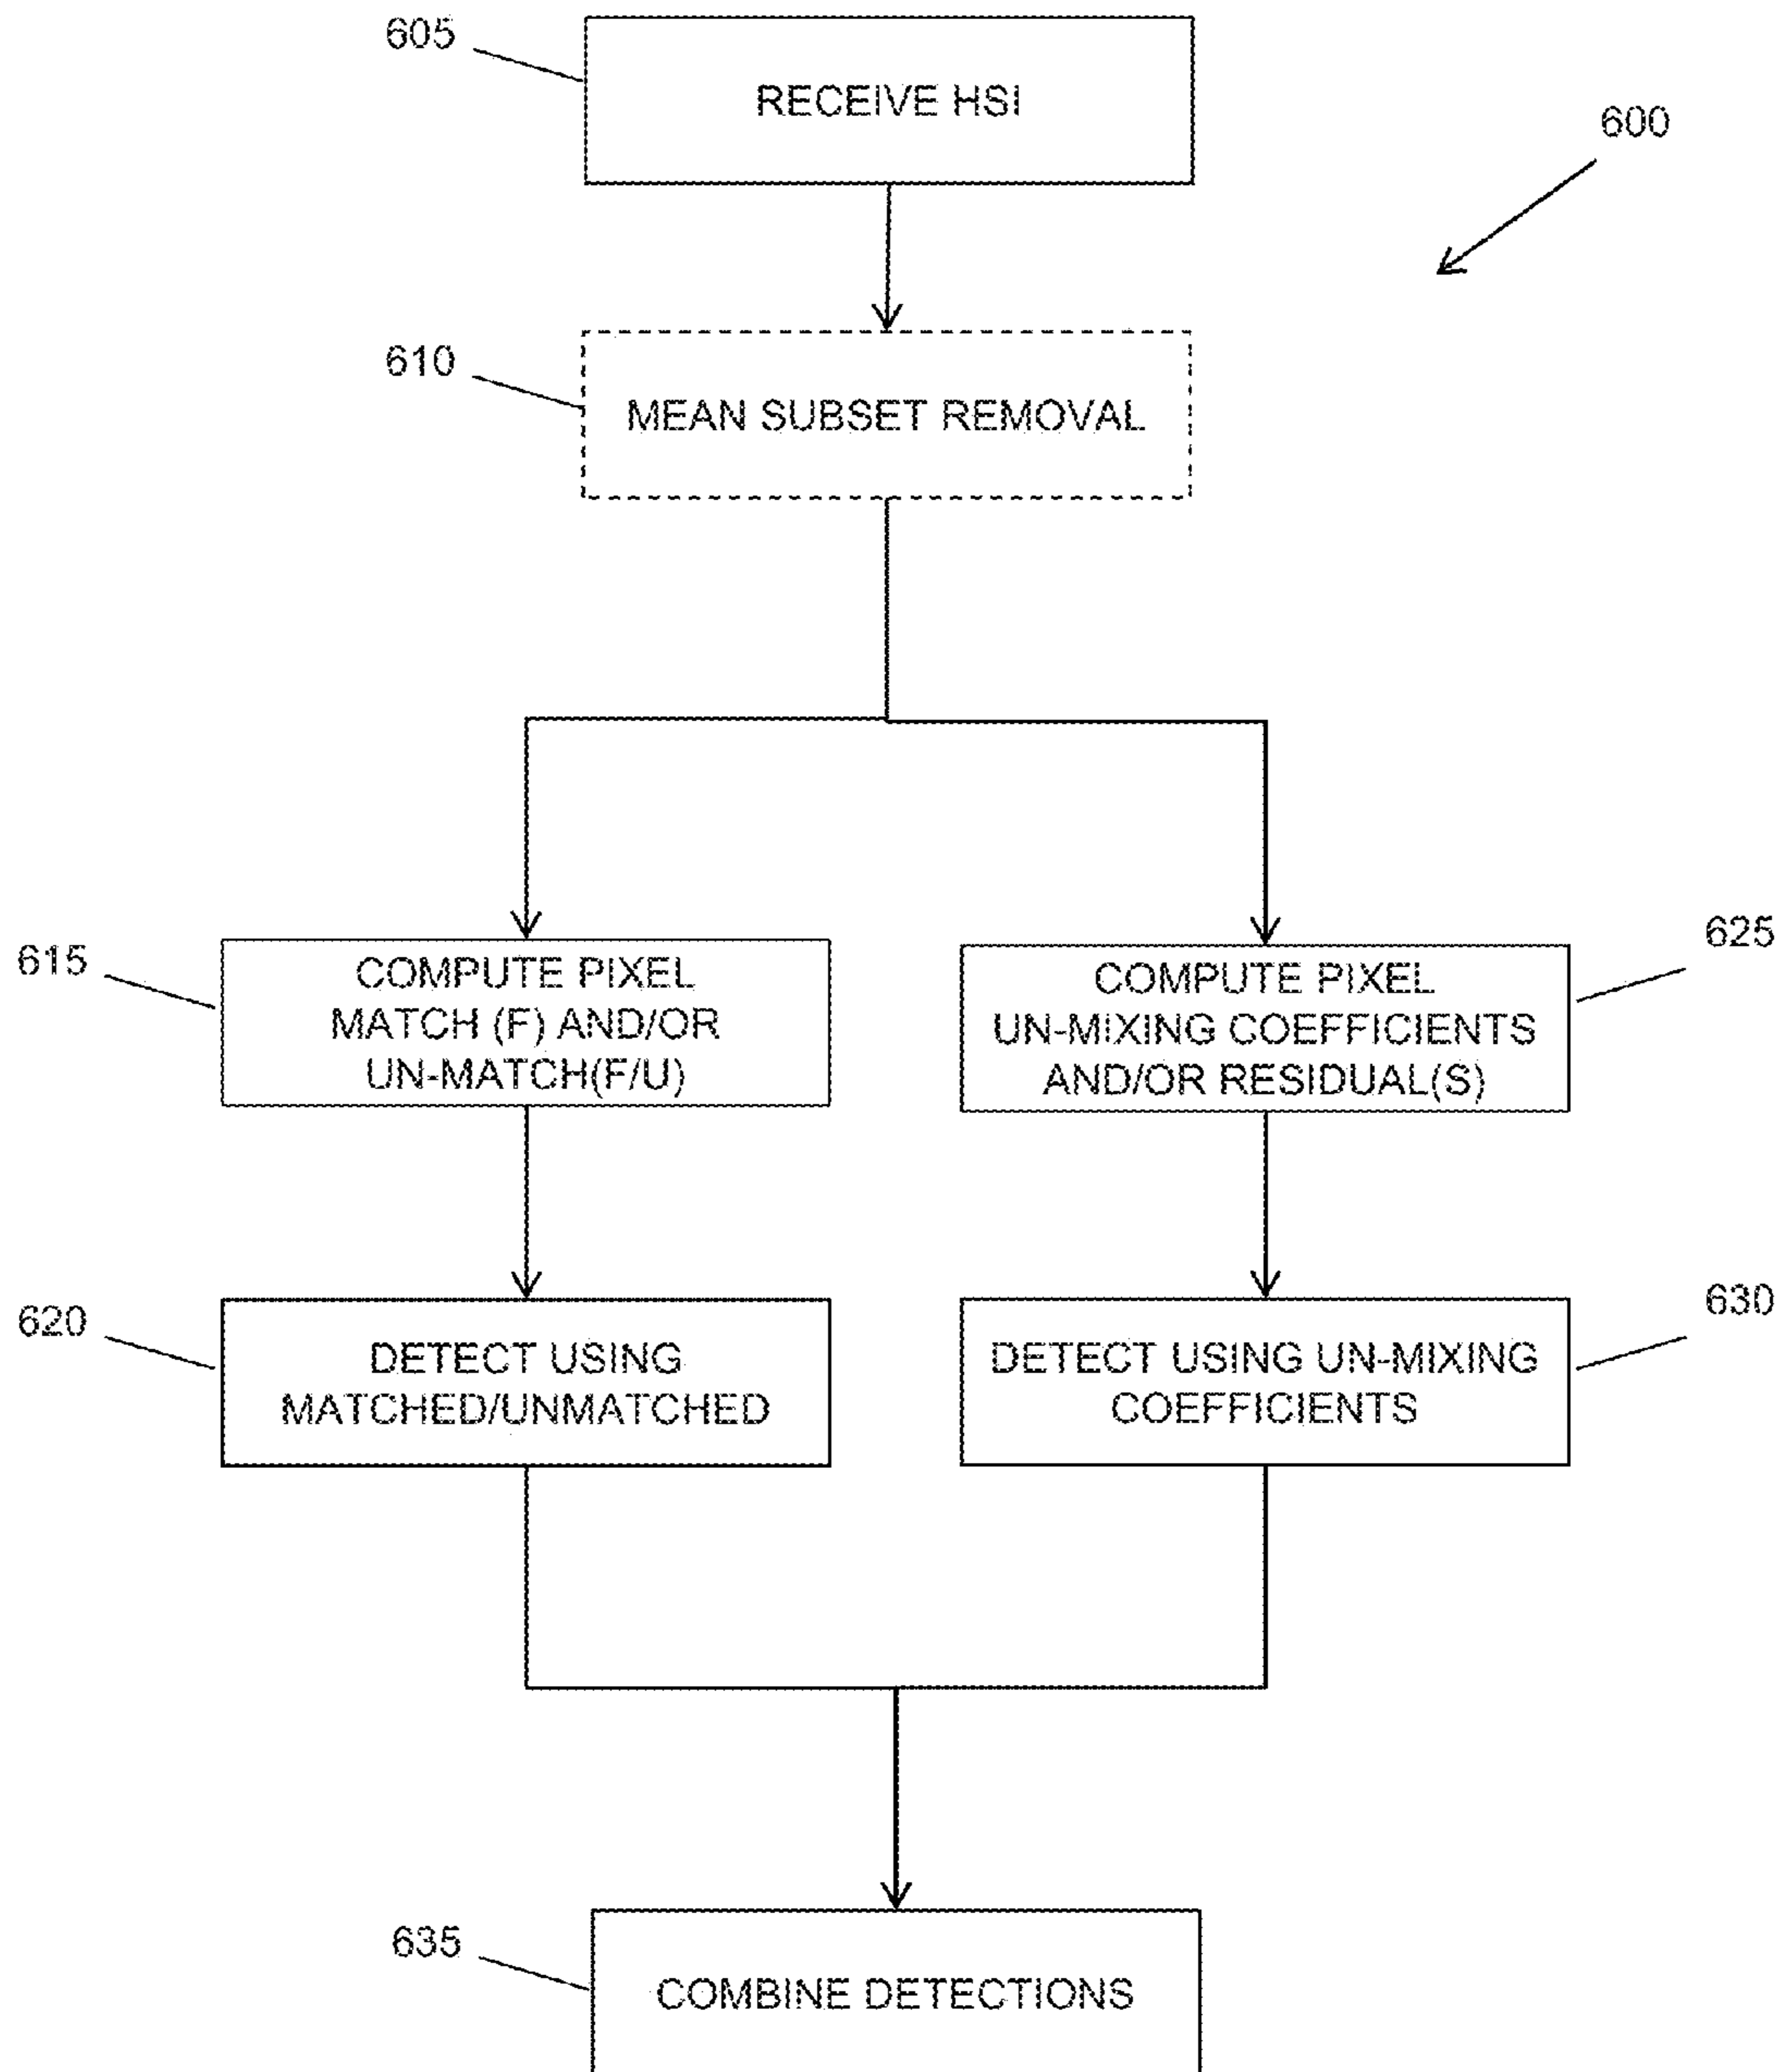 605
RECEIVE HSI
600
610
MEAN SUBSET REMOVAL
615
COMPUTE PIXEL
MATCH (F) AND/OR
UN-MATCH(F/U)
625
COMPUTE PIXEL
UN-MIXING COEFFICIENTS
AND/OR RESIDUAL(S)
620
DETECT USING
MATCHED/UNMATCHED
630
DETECT USING UN-MIXING
COEFFICIENTS
635
COMBINE DETECTIONS